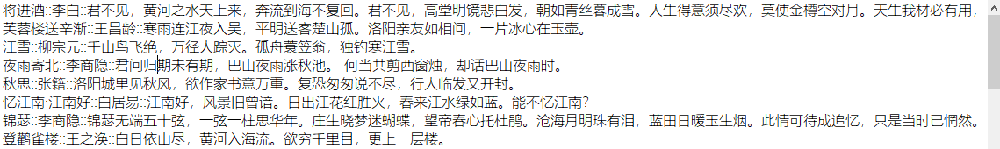 将进酒::李白::君不见，黄河之水天上来，奔流到海不复回。君不见，高堂明镜悲白发，朝如青丝暮成雪。人生得意须尽欢，莫使金樽空对月。天生我材必有用，
芙蓉楼送辛渐::王昌龄::寒雨连江夜入吴，平明送客楚山孤。洛阳亲友如相问，一片冰心在玉壶。
江雪::柳宗元::千山鸟飞绝，万径人踪灭。孤舟蓑笠翁，独钓寒江雪。
夜雨寄北::李商隐::君问归期未有期，巴山夜雨涨秋池。 何当共剪西窗烛，却话巴山夜雨时。
秋思::张籍::洛阳城里见秋风，欲作家书意万重。复恐匆匆说不尽，行人临发又开封。
忆江南·江南好::白居易::江南好，风景旧曾谙。日出江花红胜火，春来江水绿如蓝。能不忆江南？
锦瑟::李商隐::锦瑟无端五十弦，一弦一柱思华年。庄生晓梦迷蝴蝶，望帝春心托杜鹃。沧海月明珠有泪，蓝田日暖玉生烟。此情可待成追忆，只是当时已惘然。
登鹳雀楼::王之涣::白日依山尽，黄河入海流。欲穷千里目，更上一层楼。